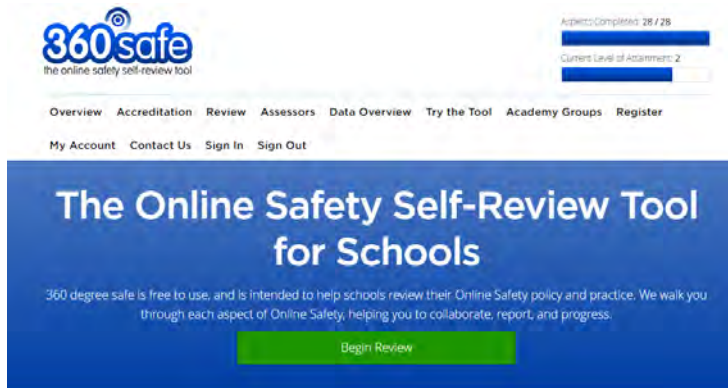 360safe
the online safety self-review tool
Aspects Completed: 28 / 28
Current Level of Attainment: 2
Overview Accreditation Review Assessors Data Overview Try the Tool Academy Groups Register
My Account Contact Us Sign In Sign Out
The Online Safety Self-Review Tool
for Schools
360 degree safe is free to use, and is intended to help schools review their Online Safety policy and practice. We walk you
through each aspect of Online Safety, helping you to collaborate, report, and progress.
Begin Review